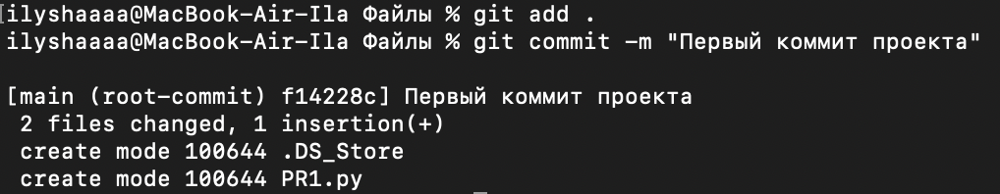 [ilyshaaaa@MacBook-Air-Ila Файлы % git add .
ilyshaaaa@MacBook-Air-Ila Файлы % git commit -m "Первый коммит проекта"
[main (root-commit) f14228c] Первый коммит проекта
2 files changed, 1 insertion(+)
create mode 100644 .DS_Store
create mode 100644 PR1.py